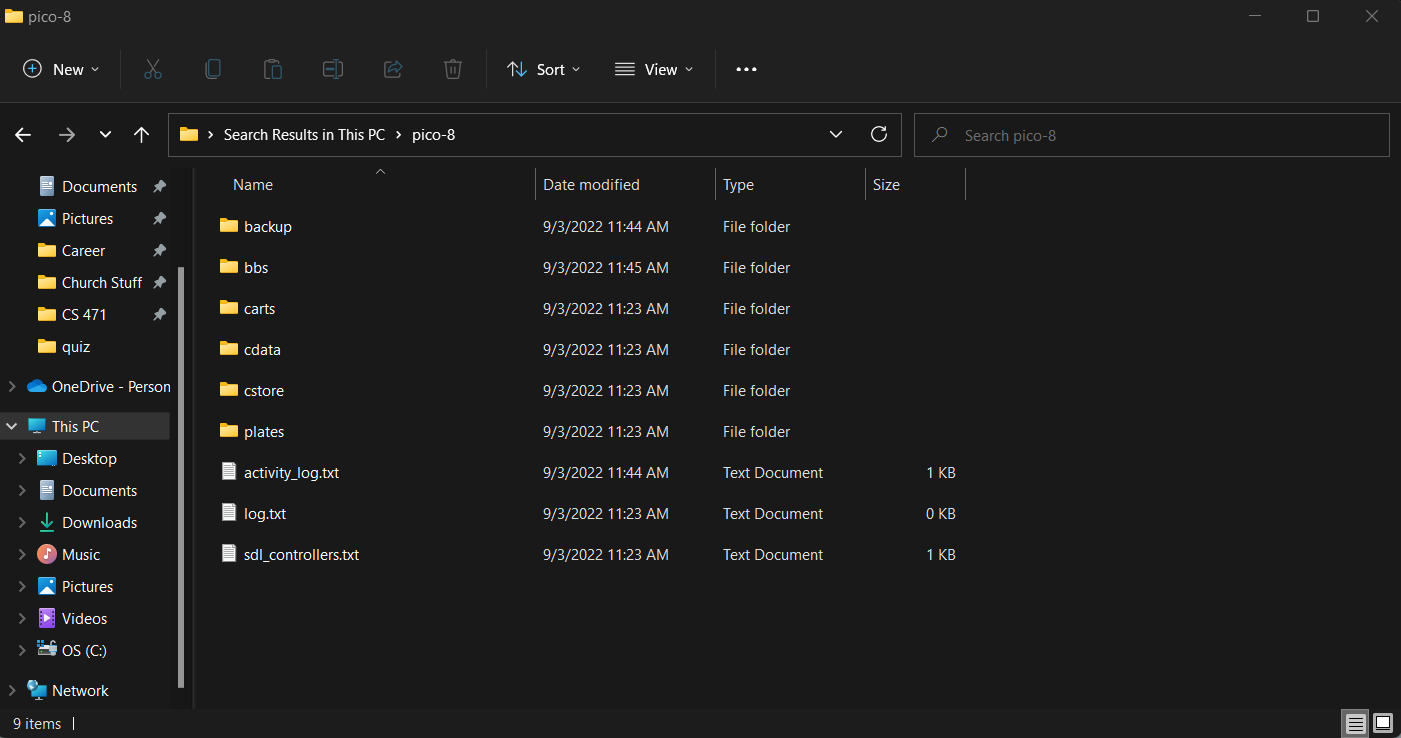 pico-8
New
Sort
View
Search Results in This PC
pico-8
Search pico-8
Documents
Pictures
Career
Church Stuff
CS 471
quiz
OneDrive - Person
This PC
Desktop
Documents
Downloads
Music
Pictures
Videos
OS (C:)
Network
Name Date modified Type Size
backup 9/3/2022 11:44 AM File folder
bbs 9/3/2022 11:45 AM File folder
carts 9/3/2022 11:23 AM File folder
cdata 9/3/2022 11:23 AM File folder
cstore 9/3/2022 11:23 AM File folder
plates 9/3/2022 11:23 AM File folder
activity_log.txt 9/3/2022 11:44 AM Text Document 1 KB
log.txt 9/3/2022 11:23 AM Text Document 0 KB
sdl_controllers.txt 9/3/2022 11:23 AM Text Document 1 KB
9 items